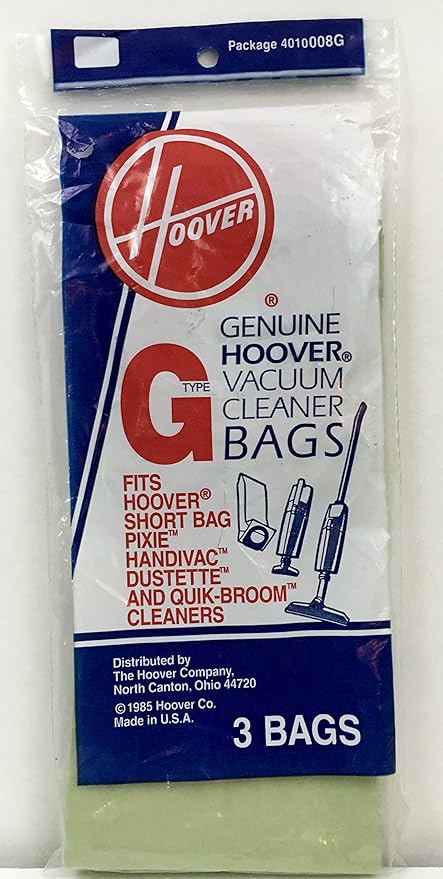 Package 4010008G
HOOVER
®
GENUINE
HOOVER®
VACUUM
CLEANER
BAGS
G TYPE
FITS
HOOVER®
SHORT BAG
PIXIE™
HANDIVAC™
DUSTETTE™
AND QUIK-BROOM™
CLEANERS
Distributed by
The Hoover Company,
North Canton, Ohio 44720
© 1985 Hoover Co.
Made in U.S.A.
3 BAGS